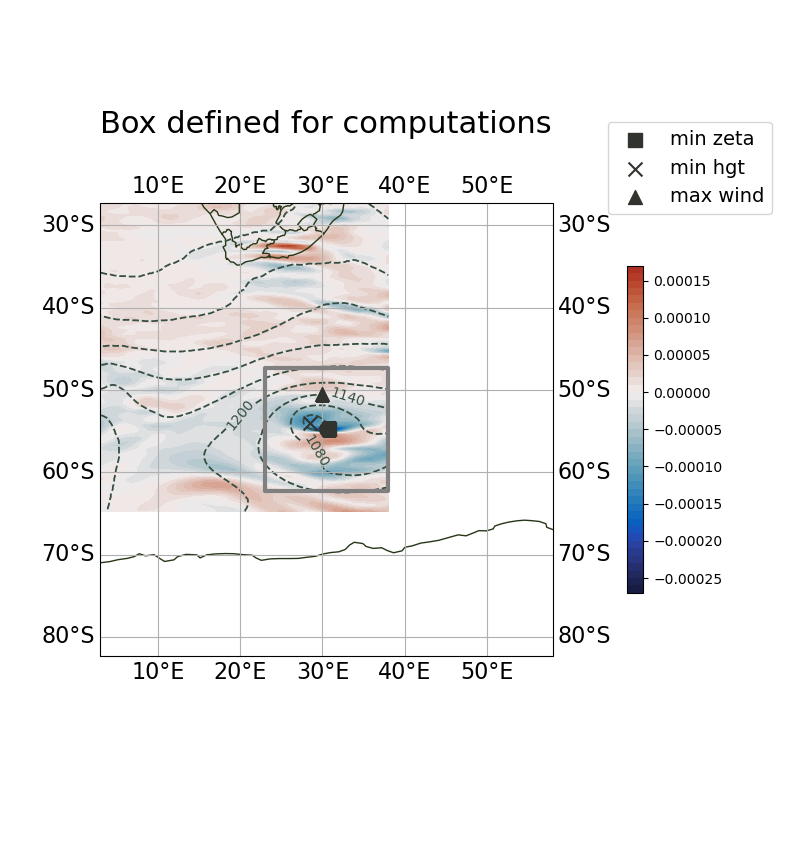 Box defined for computations
min zeta
min hgt
max wind
10°E 20°E 30°E 40°E 50°E
30°S 30°S
40°S 40°S
50°S 50°S
60°S 60°S
70°S 70°S
80°S 80°S
10°E 20°E 30°E 40°E 50°E
1140
1200
1080
0.00015
0.00010
0.00005
0.00000
−0.00005
−0.00010
−0.00015
−0.00020
−0.00025